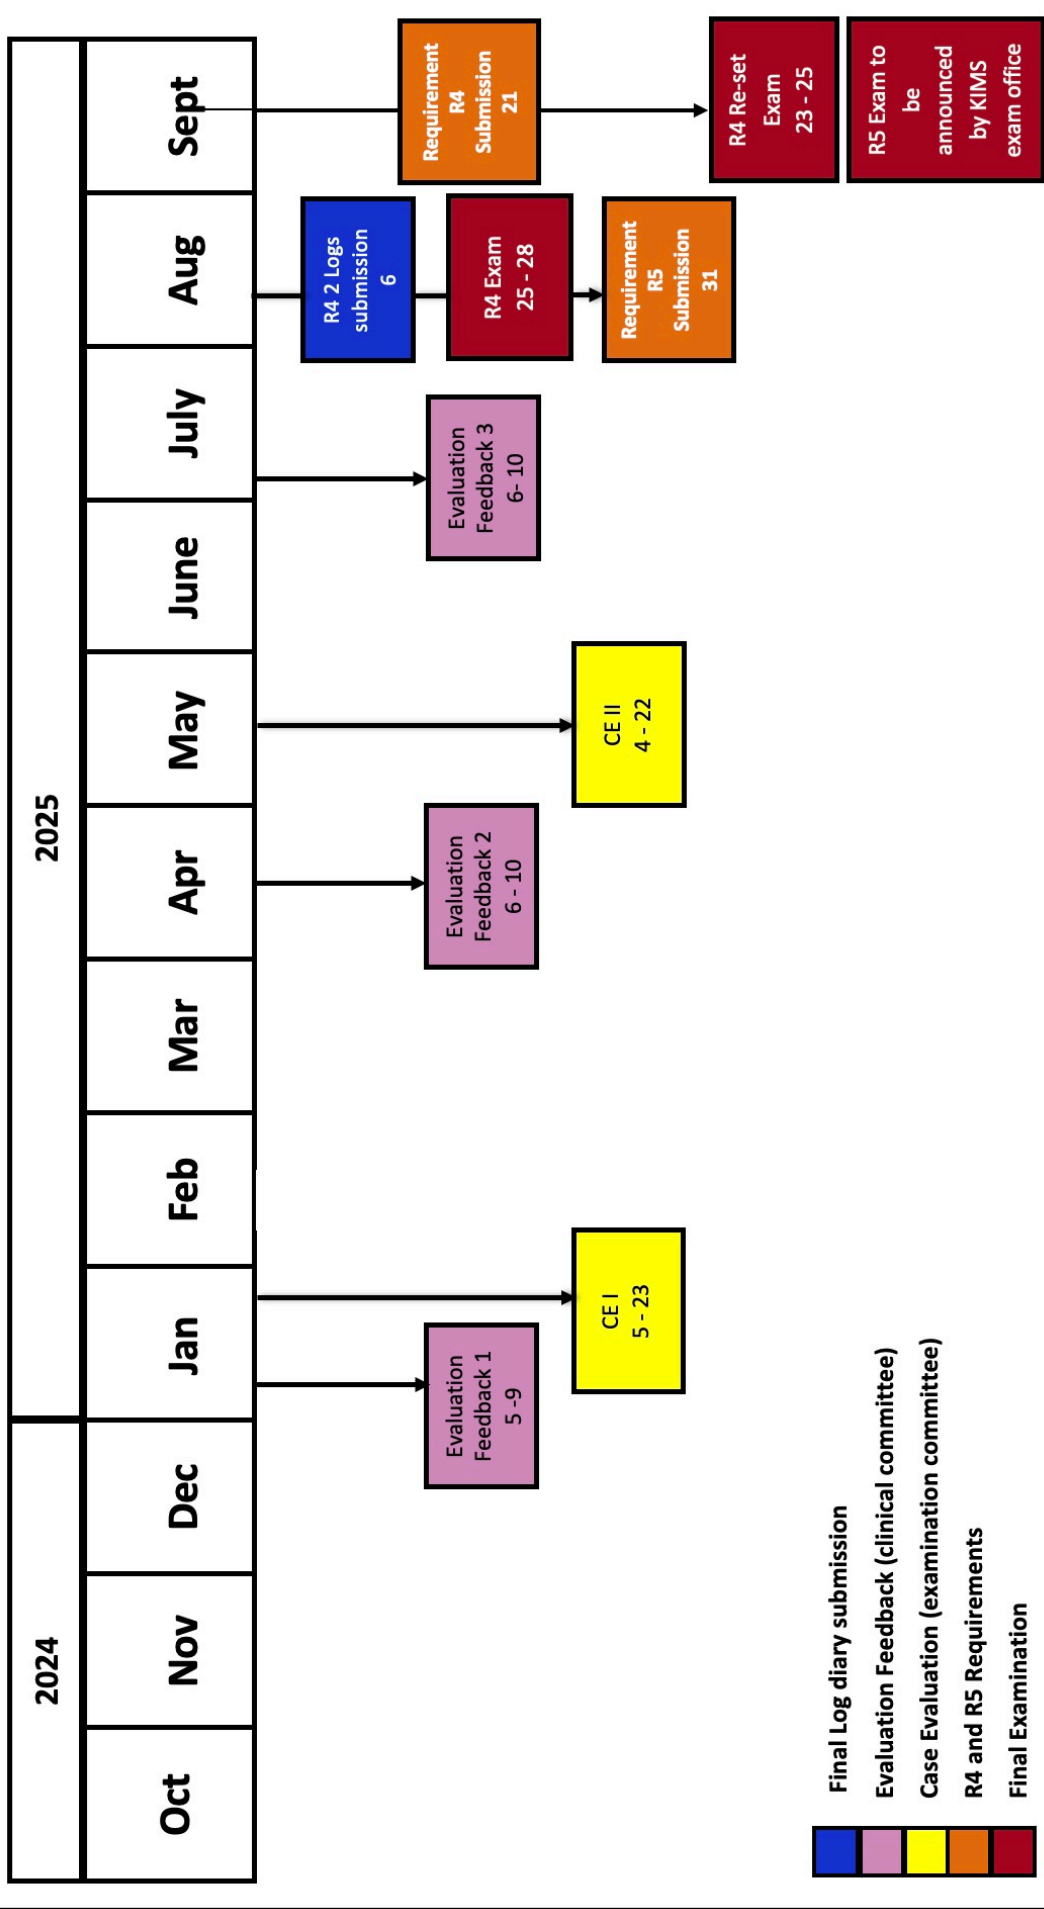 2024
2025
Oct
Nov
Dec
Jan
Feb
Mar
Apr
May
June
July
Aug
Sept
Evaluation
Feedback 1
5 -9
CE I
5 - 23
Evaluation
Feedback 2
6 - 10
CE II
4 - 22
Evaluation
Feedback 3
6- 10
R4 2 Logs
submission
6
R4 Exam
25 - 28
Requirement
R5
Submission
31
Requirement
R4
Submission
21
R4 Re-set
Exam
23 - 25
R5 Exam to
be
announced
by KIMS
exam office
Final Log diary submission
Evaluation Feedback (clinical committee)
Case Evaluation (examination committee)
R4 and R5 Requirements
Final Examination